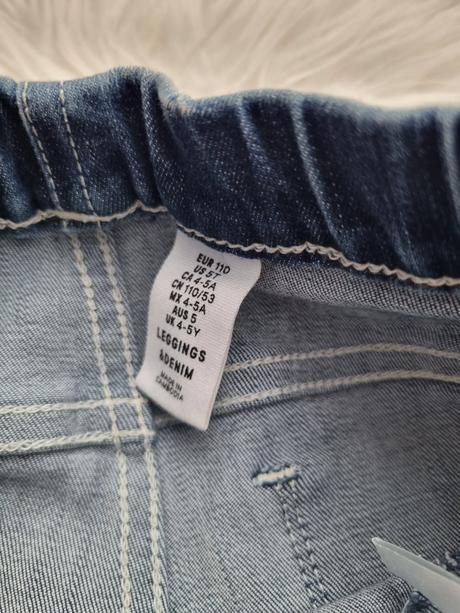 EUR 110
US 5T
CA 4-5A
CN 110/53
MX 4-5A
AUS 5
UK 4-5Y
LEGGINGS
&DENIM
MADE IN
CAMBODIA